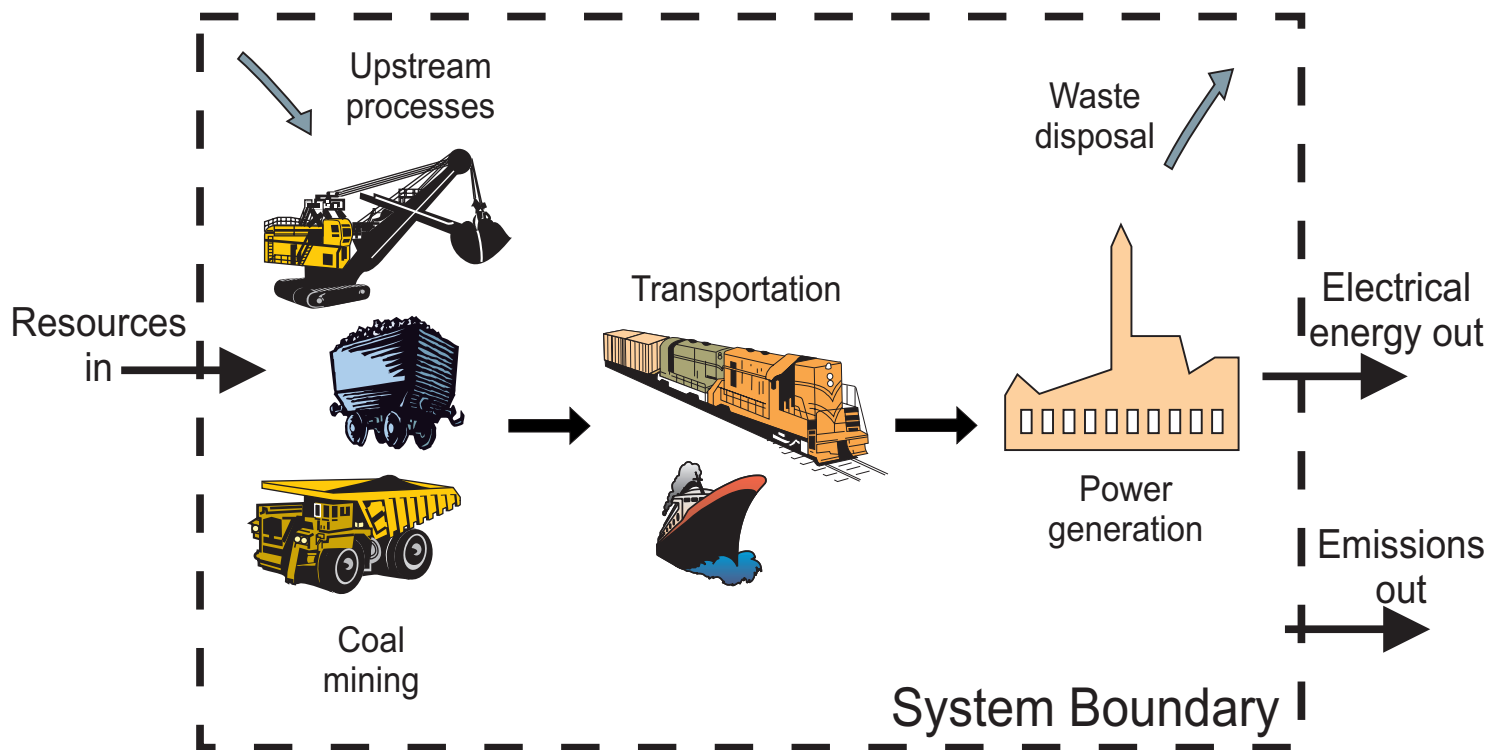 Upstream
processes
Waste
disposal
Resources
in
Transportation
Electrical
energy out
Power
generation
Emissions
out
Coal
mining
System Boundary